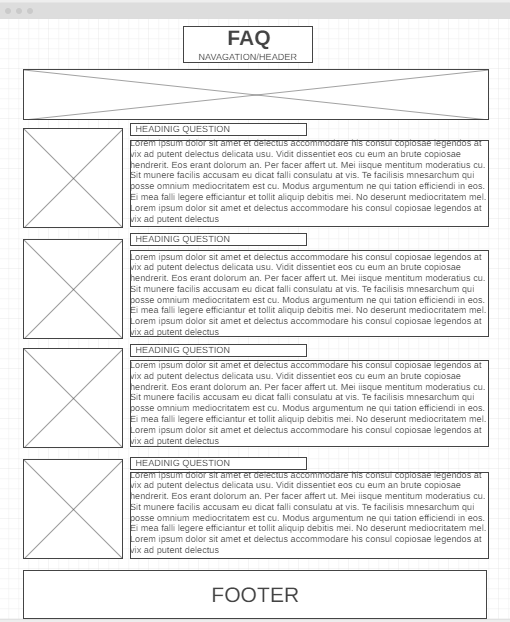 FAQ
NAVAGATION/HEADER
HEADINIG QUESTION
Lorem ipsum dolor sit amet et delectus accommodare his consul copiosae legendos at
vix ad putent delectus delicata usu. Vidit dissentiet eos cu eum an brute copiosae
hendrerit. Eos erant dolorum an. Per facer affert ut. Mei iisque mentitum moderatius cu.
Sit munere facilis accusam eu dicat falli consulatu at vis. Te facilisis mnesarchum qui
posse omnium mediocritatem est cu. Modus argumentum ne qui tation efficiendi in eos.
Ei mea falli legere efficiantur et tollit aliquip debitis mei. No deserunt mediocritatem mel.
Lorem ipsum dolor sit amet et delectus accommodare his consul copiosae legendos at
vix ad putent delectus
HEADINIG QUESTION
Lorem ipsum dolor sit amet et delectus accommodare his consul copiosae legendos at
vix ad putent delectus delicata usu. Vidit dissentiet eos cu eum an brute copiosae
hendrerit. Eos erant dolorum an. Per facer affert ut. Mei iisque mentitum moderatius cu.
Sit munere facilis accusam eu dicat falli consulatu at vis. Te facilisis mnesarchum qui
posse omnium mediocritatem est cu. Modus argumentum ne qui tation efficiendi in eos.
Ei mea falli legere efficiantur et tollit aliquip debitis mei. No deserunt mediocritatem mel.
Lorem ipsum dolor sit amet et delectus accommodare his consul copiosae legendos at
vix ad putent delectus
HEADINIG QUESTION
Lorem ipsum dolor sit amet et delectus accommodare his consul copiosae legendos at
vix ad putent delectus delicata usu. Vidit dissentiet eos cu eum an brute copiosae
hendrerit. Eos erant dolorum an. Per facer affert ut. Mei iisque mentitum moderatius cu.
Sit munere facilis accusam eu dicat falli consulatu at vis. Te facilisis mnesarchum qui
posse omnium mediocritatem est cu. Modus argumentum ne qui tation efficiendi in eos.
Ei mea falli legere efficiantur et tollit aliquip debitis mei. No deserunt mediocritatem mel.
Lorem ipsum dolor sit amet et delectus accommodare his consul copiosae legendos at
vix ad putent delectus
HEADINIG QUESTION
Lorem ipsum dolor sit amet et delectus accommodare his consul copiosae legendos at
vix ad putent delectus delicata usu. Vidit dissentiet eos cu eum an brute copiosae
hendrerit. Eos erant dolorum an. Per facer affert ut. Mei iisque mentitum moderatius cu.
Sit munere facilis accusam eu dicat falli consulatu at vis. Te facilisis mnesarchum qui
posse omnium mediocritatem est cu. Modus argumentum ne qui tation efficiendi in eos.
Ei mea falli legere efficiantur et tollit aliquip debitis mei. No deserunt mediocritatem mel.
Lorem ipsum dolor sit amet et delectus accommodare his consul copiosae legendos at
vix ad putent delectus
FOOTER